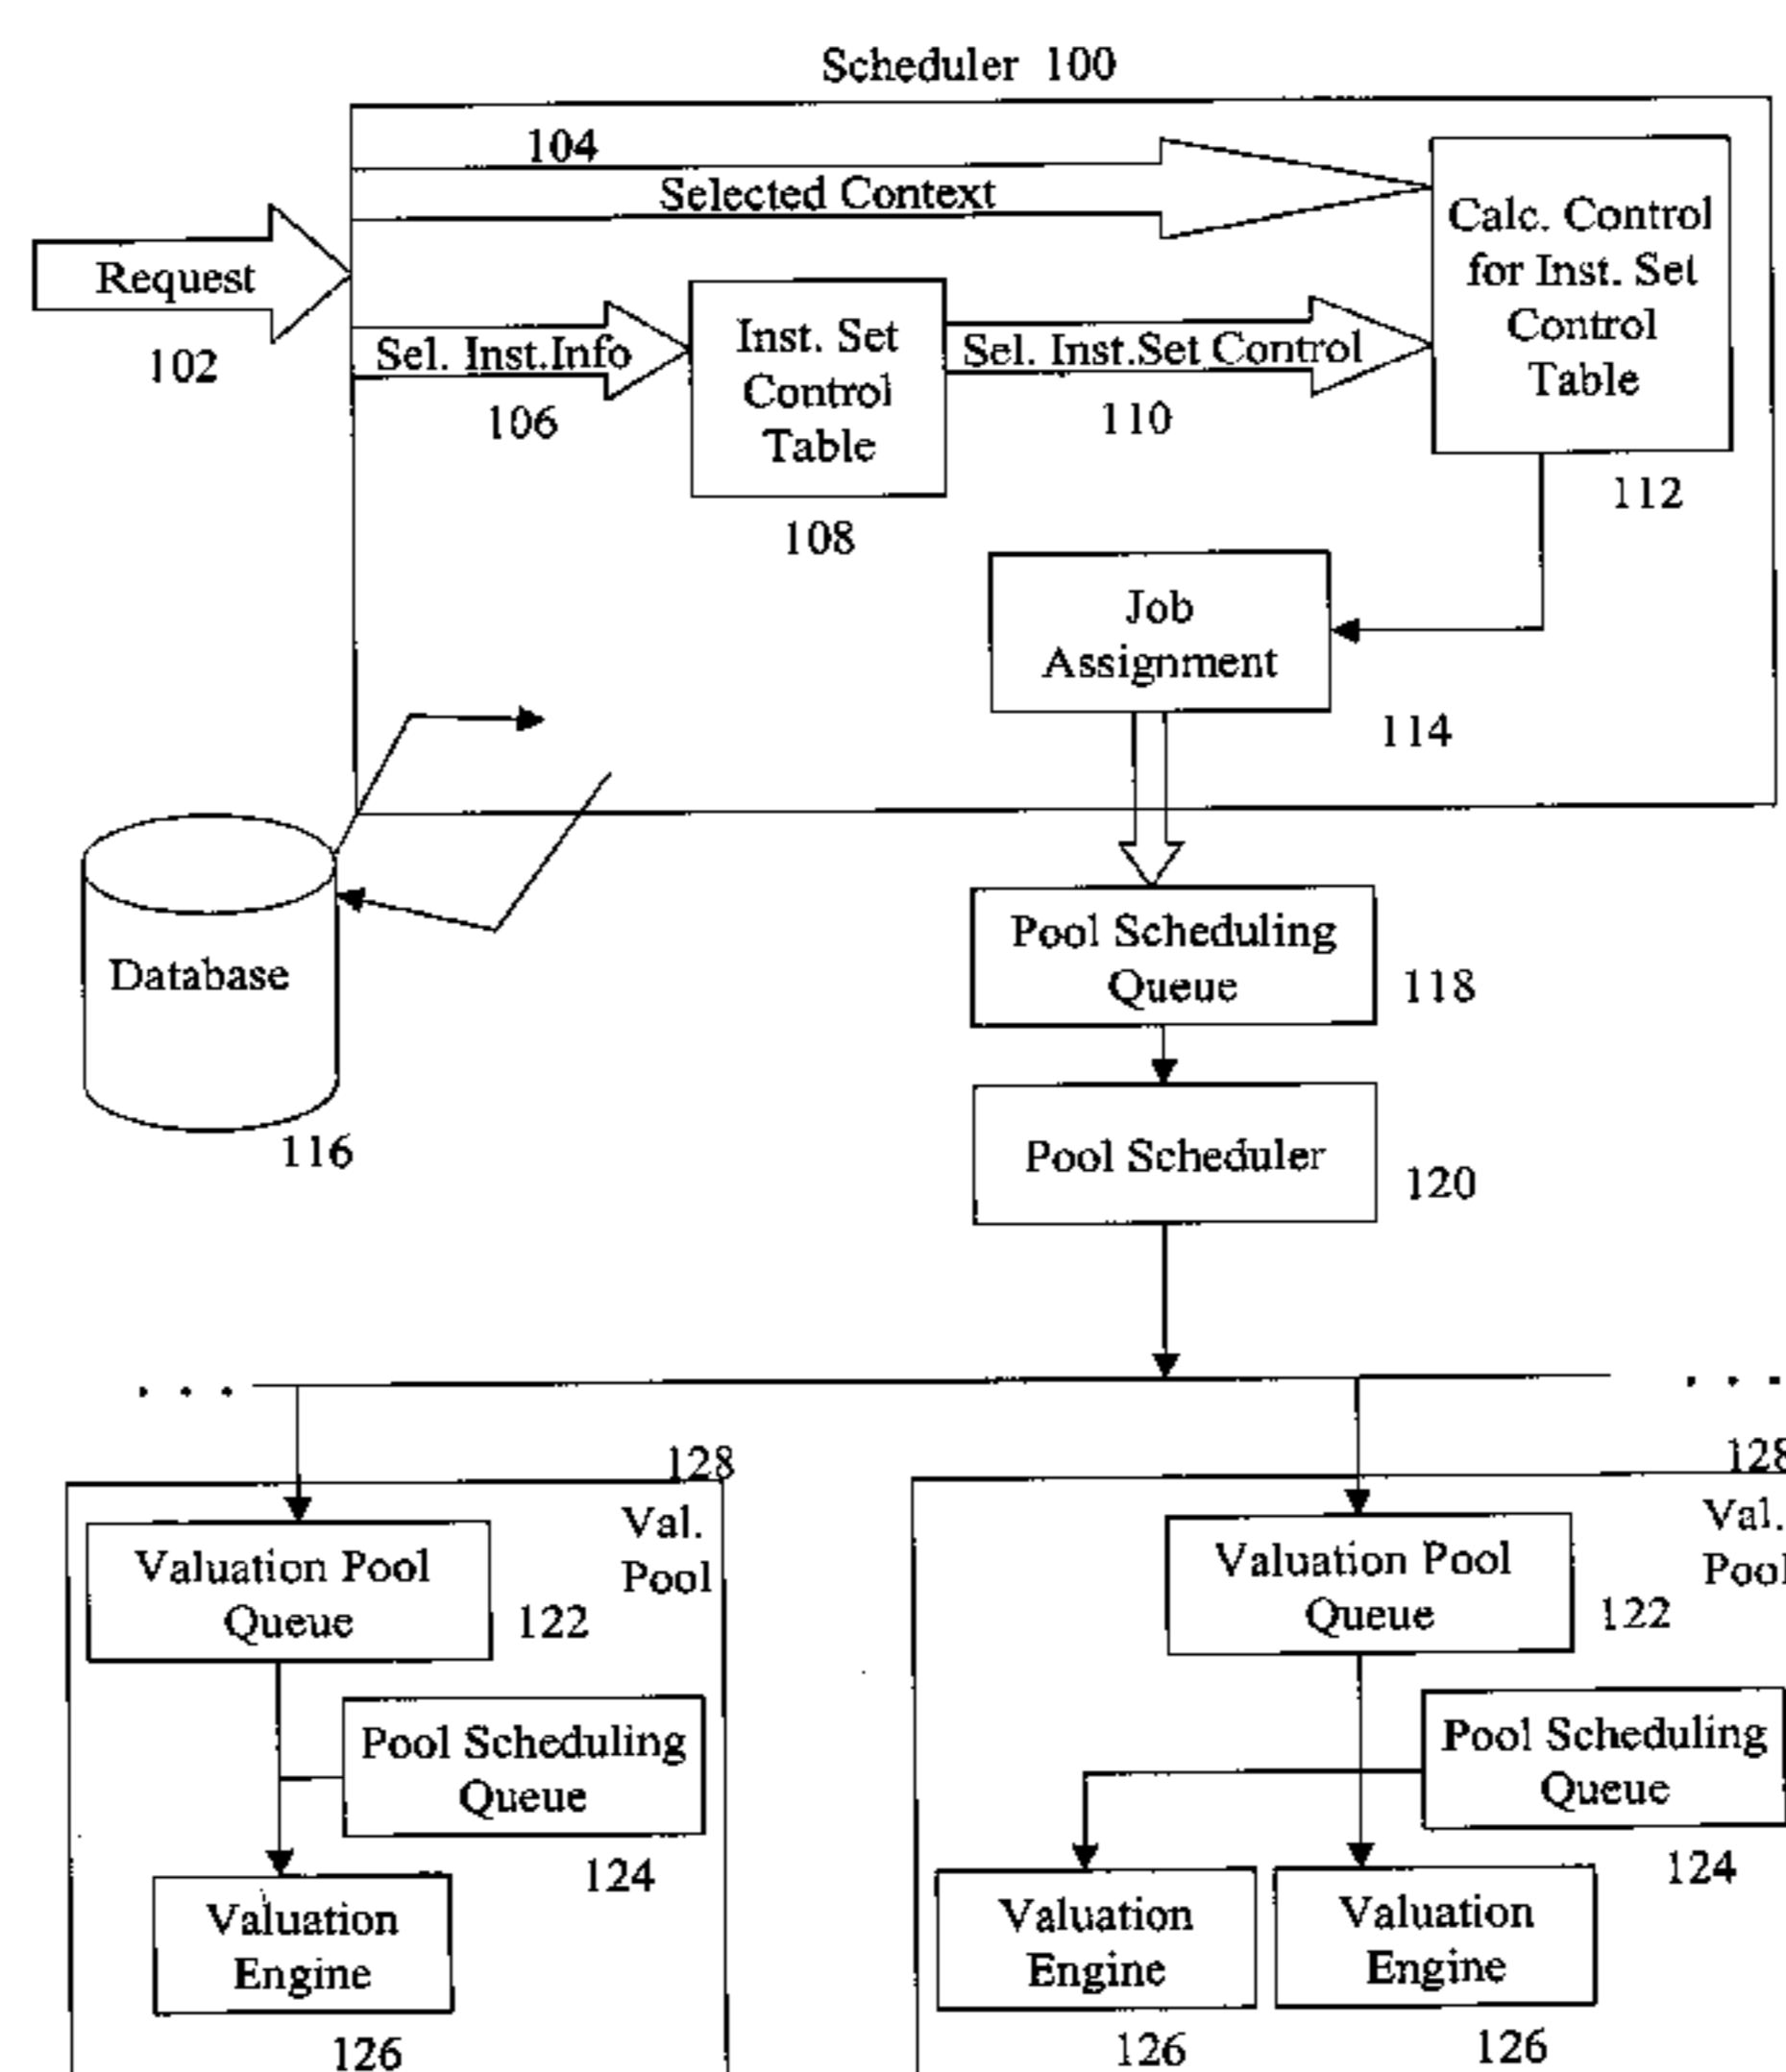 Scheduler 100
104
Selected Context
Request
102
Sel. Inst.Info
106
Inst. Set
Control
Table
108
Sel. Inst.Set Control
110
Calc. Control
for Inst. Set
Control
Table
112
Job
Assignment
114
Database
116
Pool Scheduling
Queue
118
Pool Scheduler
120
. . .
. . .
128
Val.
Pool
Valuation Pool
Queue
122
Pool Scheduling
Queue
124
Valuation
Engine
126
128
Val.
Pool
Valuation Pool
Queue
122
Pool Scheduling
Queue
124
Valuation
Engine
126
Valuation
Engine
126